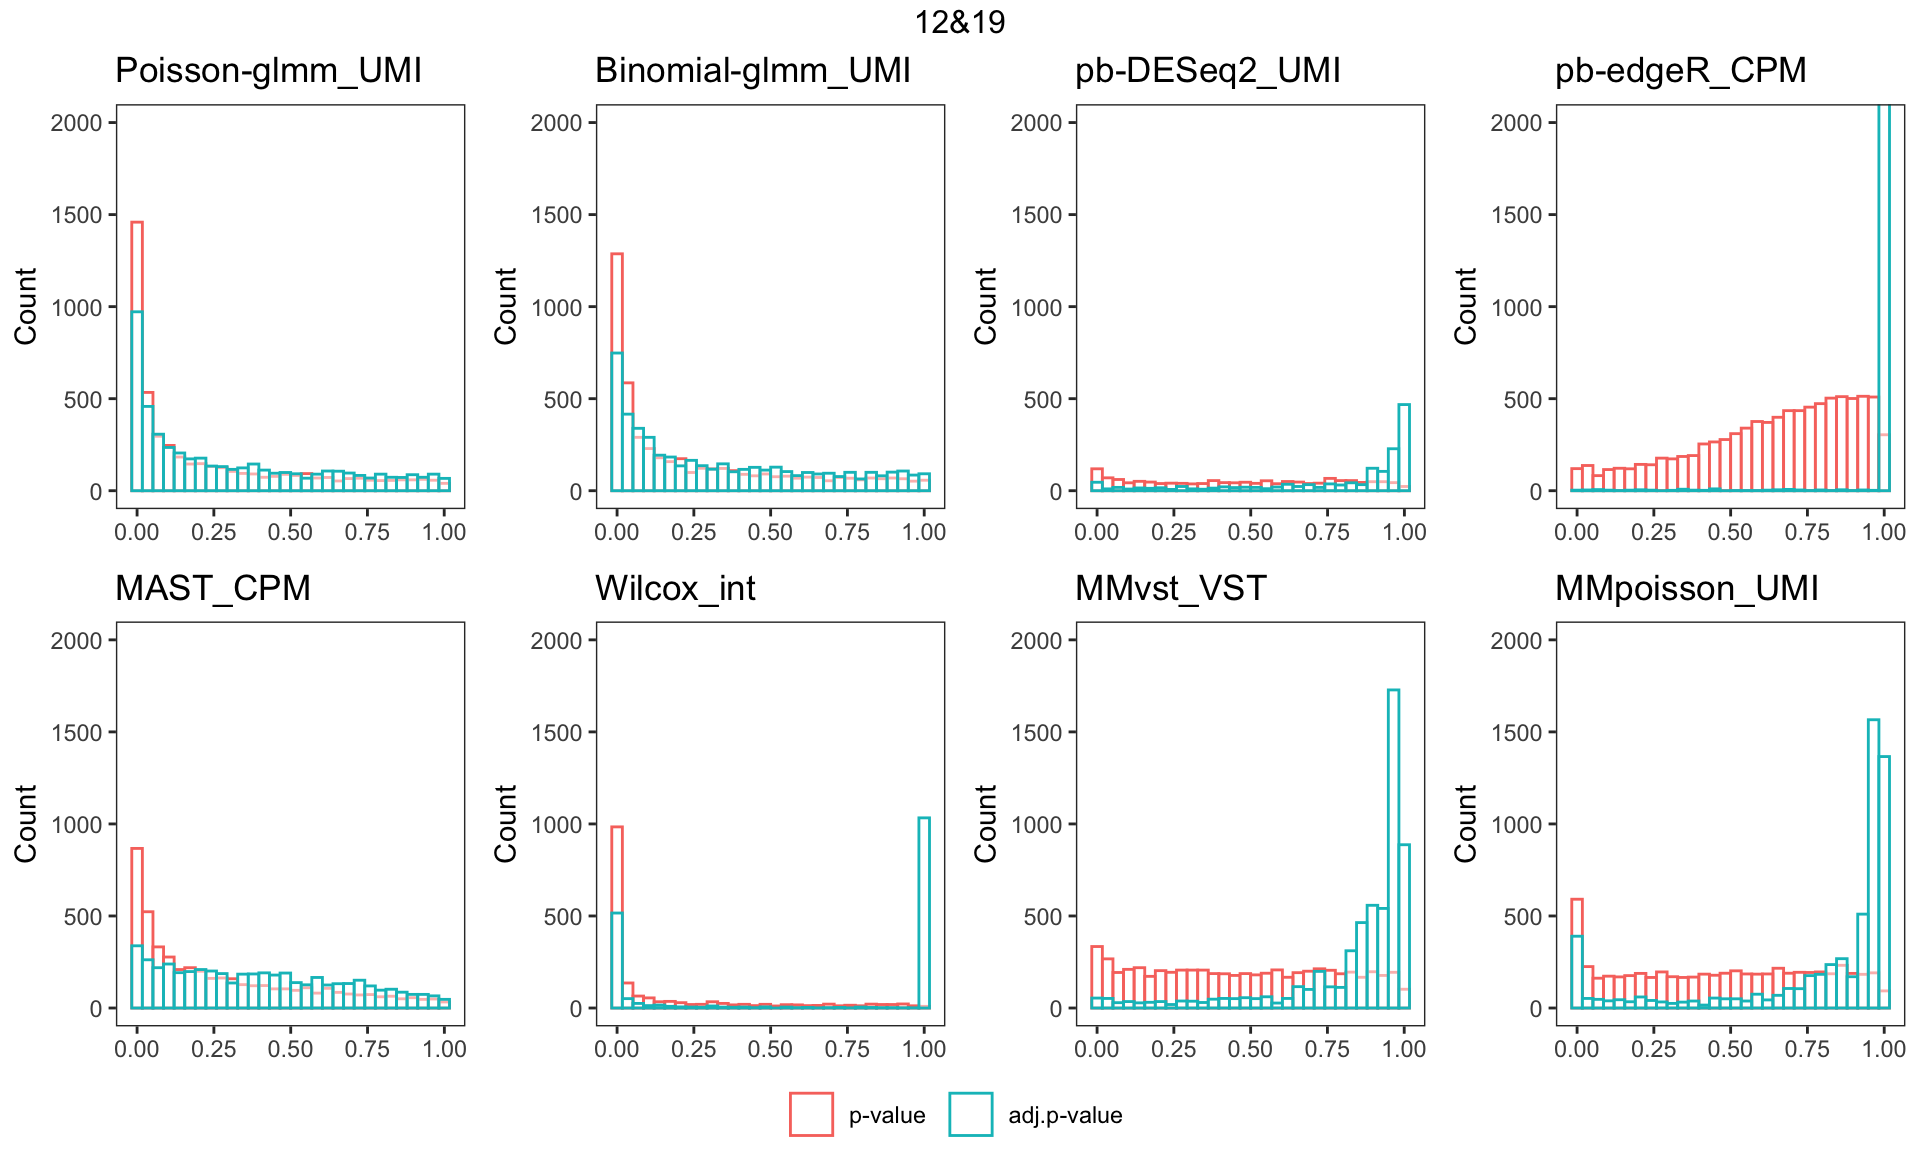 12&19
Poisson-glmm_UMI Binomial-glmm_UMI pb-DESeq2_UMI pb-edgeR_CPM
2000 2000 2000 2000
1500 1500 1500 1500
Count Count Count Count
1000 1000 1000 1000
500 500 500 500
0 0 0 0
0.00 0.25 0.50 0.75 1.00 0.00 0.25 0.50 0.75 1.00 0.00 0.25 0.50 0.75 1.00 0.00 0.25 0.50 0.75 1.00
MAST_CPM Wilcox_int MMvst_VST MMpoisson_UMI
2000 2000 2000 2000
1500 1500 1500 1500
Count Count Count Count
1000 1000 1000 1000
500 500 500 500
0 0 0 0
0.00 0.25 0.50 0.75 1.00 0.00 0.25 0.50 0.75 1.00 0.00 0.25 0.50 0.75 1.00 0.00 0.25 0.50 0.75 1.00
p-value adj.p-value